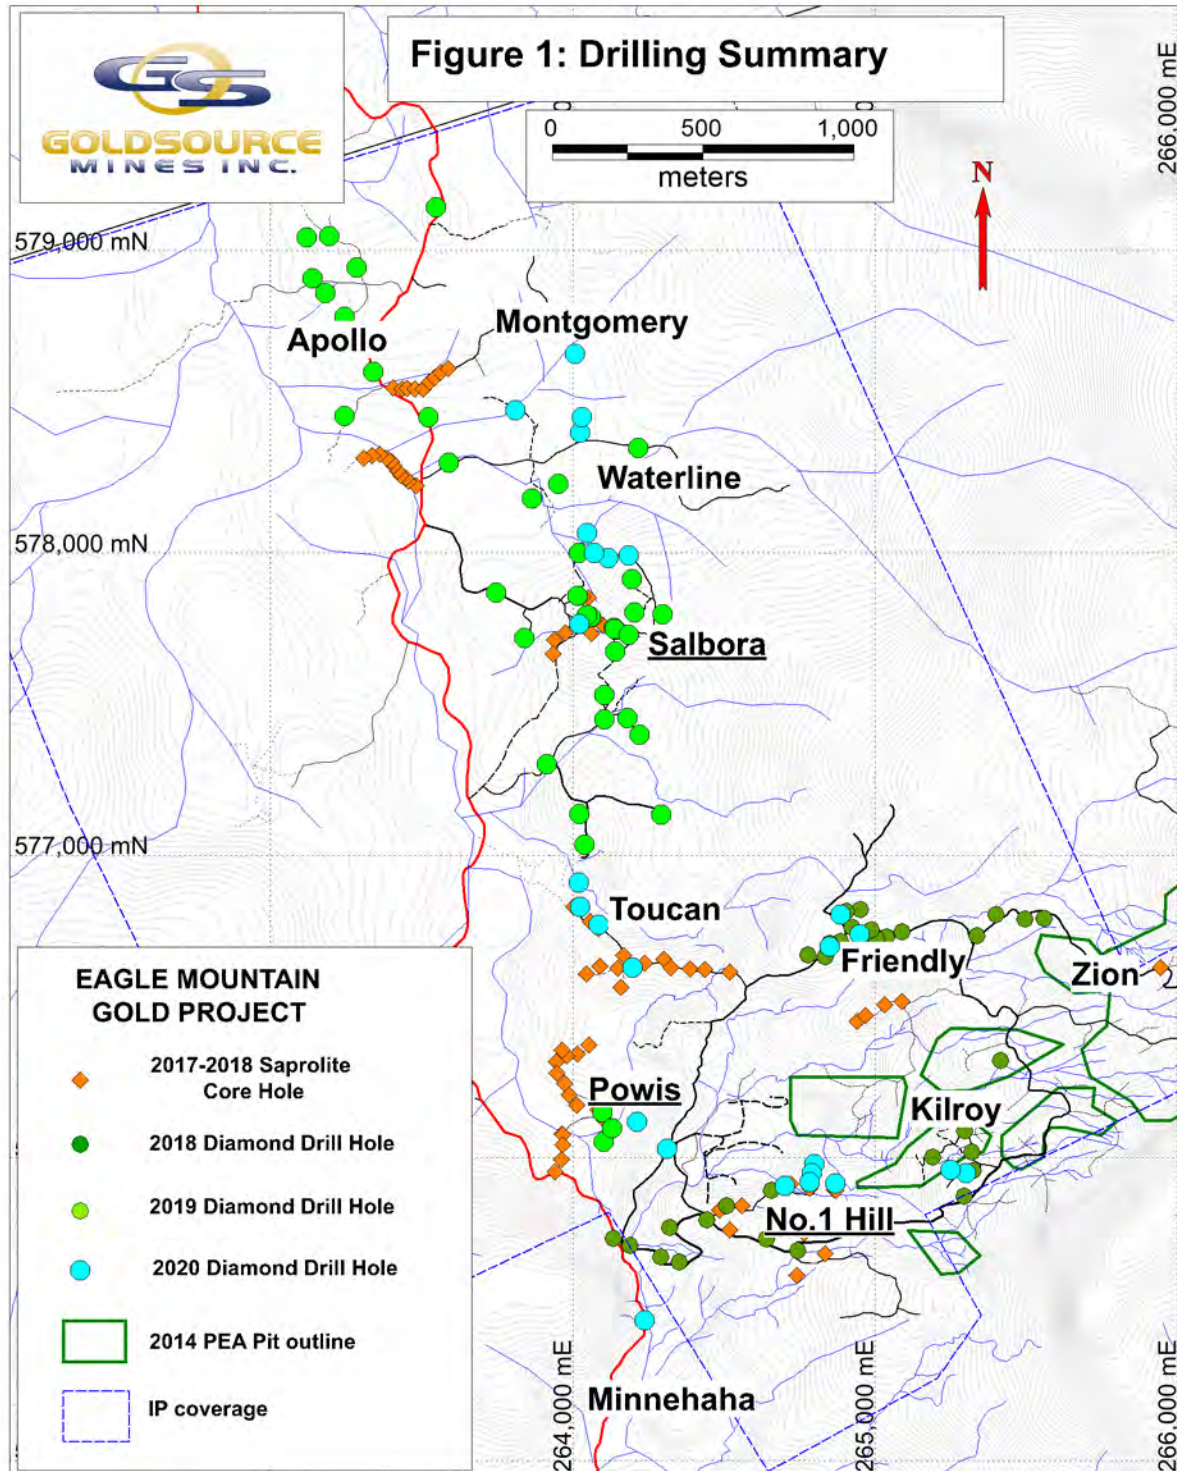 GS
GOLDSOURCE
MINES INC.
Figure 1: Drilling Summary
0 500 1,000
meters
N
266,000 mE
579,000 mN
Montgomery
Apollo
Waterline
578,000 mN
Salbora
577,000 mN
Toucan
Friendly
Zion
Powis
Kilroy
No.1 Hill
Minnehaha
264,000 mE
265,000 mE
266,000 mE
EAGLE MOUNTAIN
GOLD PROJECT
2017-2018 Saprolite
Core Hole
2018 Diamond Drill Hole
2019 Diamond Drill Hole
2020 Diamond Drill Hole
2014 PEA Pit outline
IP coverage